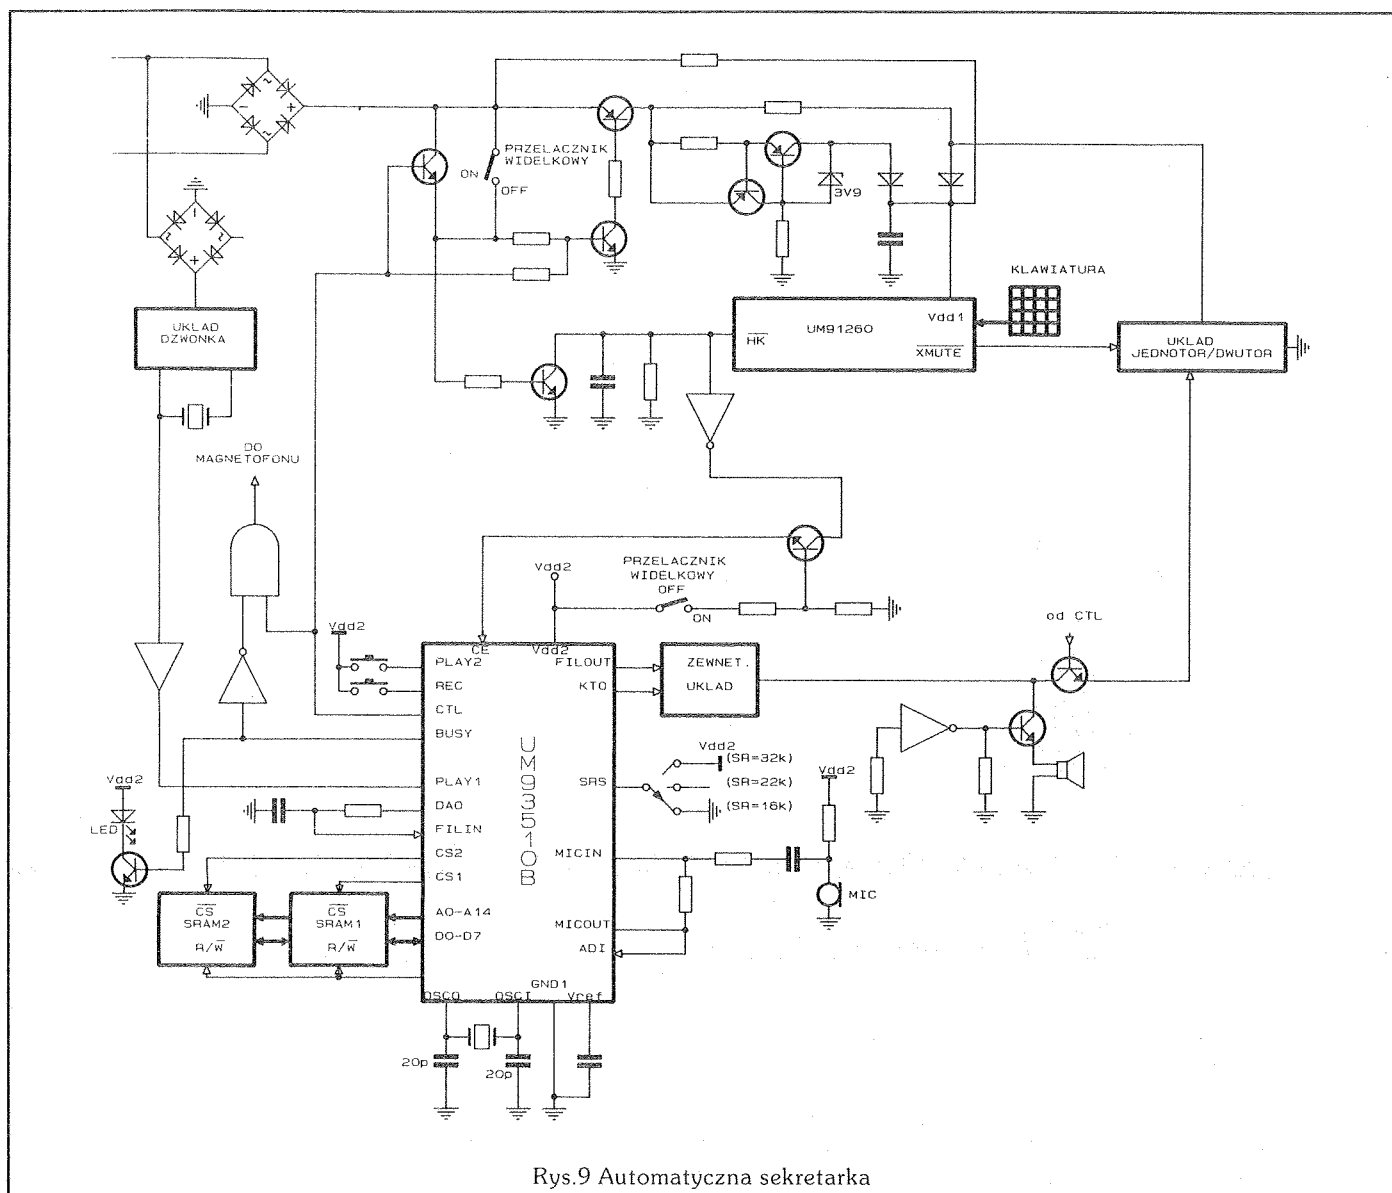 PRZELACZNIK
WIDELKOWY
ON
OFF
3V9
KLAWIATURA
UKLAD
DZWONKA
Vdd1
UM91260
HK
XMUTE
UKLAD
JEDNOTOR/DWUTOR
DO
MAGNETOFONU
PRZELACZNIK
WIDELKOWY
OFF
ON
Vdd2
od CTL
Vdd2
CE
Vdd2
PLAY2
REC
CTL
BUSY
PLAY1
DAO
FILIN
CS2
CS1
A0-A14
D0-D7
UM93510B
FILOUT
KTO
SRS
MICIN
MICOUT
ADI
GND1
OSCO
OSCI
Vref
ZEWNET.
UKLAD
Vdd2
(SR=32k)
(SR=22k)
(SR=16k)
Vdd2
MIC
Vdd2
LED
CS
SRAM2
R/W
CS
SRAM1
R/W
20p
20p
Rys.9 Automatyczna sekretarka